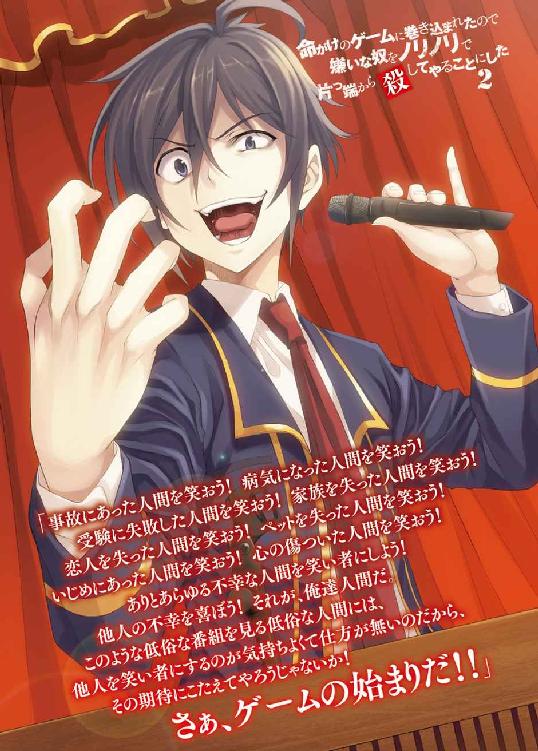 命がけのゲームに巻き込まれたので
嫌いな奴をノリノリで
片っ端から殺してやることにした
2
「事故にあった人間を笑おう！ 病気になった人間を笑おう！
受験に失敗した人間を笑おう！ 家族を失った人間を笑おう！
恋人を失った人間を笑おう！ ペットを失った人間を笑おう！
いじめにあった人間を笑おう！ 心の傷ついた人間を笑おう！
ありとあらゆる不幸な人間を笑い者にしよう！
他人の不幸を喜ぼう！ それが、俺達人間だ。
このような低俗な番組を見る低俗な人間には、
他人を笑い者にするのが気持ちよくて仕方が無いのだから、
その期待にこたえてやろうじゃないか！
さぁ、ゲームの始まりだ！！」